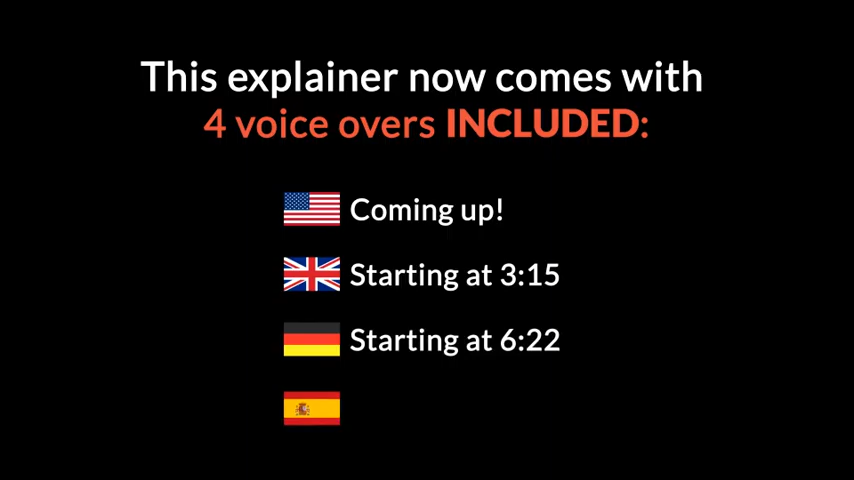 This explainer now comes with
4 voice overs INCLUDED:
Coming up!
Starting at 3:15
Starting at 6:22